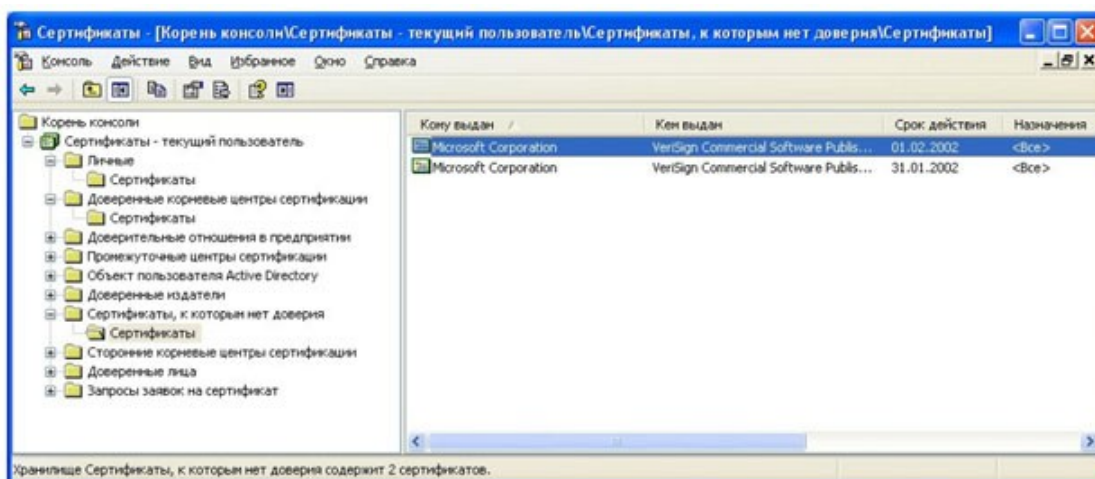 Сертификаты - [Корень консоли\Сертификаты - текущий пользователь\Сертификаты, к которым нет доверия\Сертификаты]
Консоль Действие Вид Избранное Окно Справка
Корень консоли
Сертификаты - текущий пользователь
Личные
Сертификаты
Доверенные корневые центры сертификации
Сертификаты
Доверительные отношения в предприятии
Промежуточные центры сертификации
Объект пользователя Active Directory
Доверенные издатели
Сертификаты, к которым нет доверия
Сертификаты
Сторонние корневые центры сертификации
Доверенные лица
Запросы заявок на сертификат
Кому выдан Кем выдан Срок действия Назначения
Microsoft Corporation VeriSign Commercial Software Publis... 01.02.2002 <Все>
Microsoft Corporation VeriSign Commercial Software Publis... 31.01.2002 <Все>
Хранилище Сертификаты, к которым нет доверия содержит 2 сертификатов.